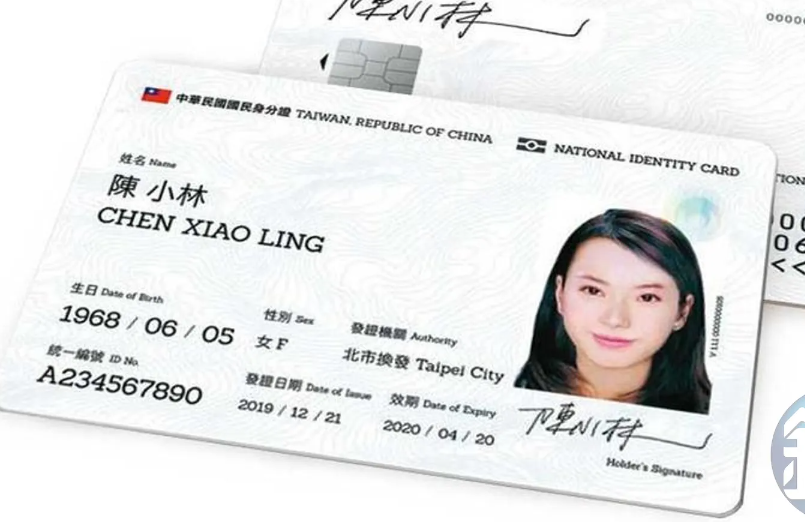 陳小林
中華民國國民身分證 TAIWAN, REPUBLIC OF CHINA
NATIONAL IDENTITY CARD
姓名 Name
陳 小林
CHEN XIAO LING
生日 Date of Birth
1968 / 06 / 05
性別 Sex
女 F
發證機關 Authority
北市換發 Taipei City
統一編號 ID No.
A234567890
發證日期 Date of Issue
2019 / 12 / 21
效期 Date of Expiry
2020 / 04 / 20
陳小林
Holder's Signature